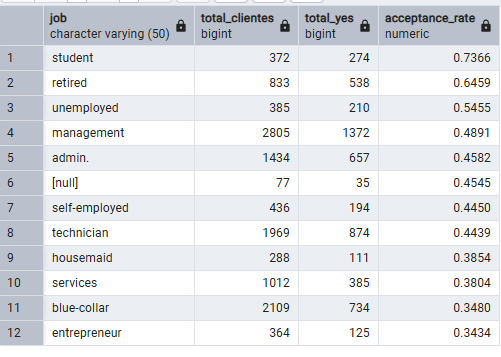 job total_clientes total_yes acceptance_rate
character varying (50) bigint bigint numeric
1 student 372 274 0.7366
2 retired 833 538 0.6459
3 unemployed 385 210 0.5455
4 management 2805 1372 0.4891
5 admin. 1434 657 0.4582
6 [null] 77 35 0.4545
7 self-employed 436 194 0.4450
8 technician 1969 874 0.4439
9 housemaid 288 111 0.3854
10 services 1012 385 0.3804
11 blue-collar 2109 734 0.3480
12 entrepreneur 364 125 0.3434